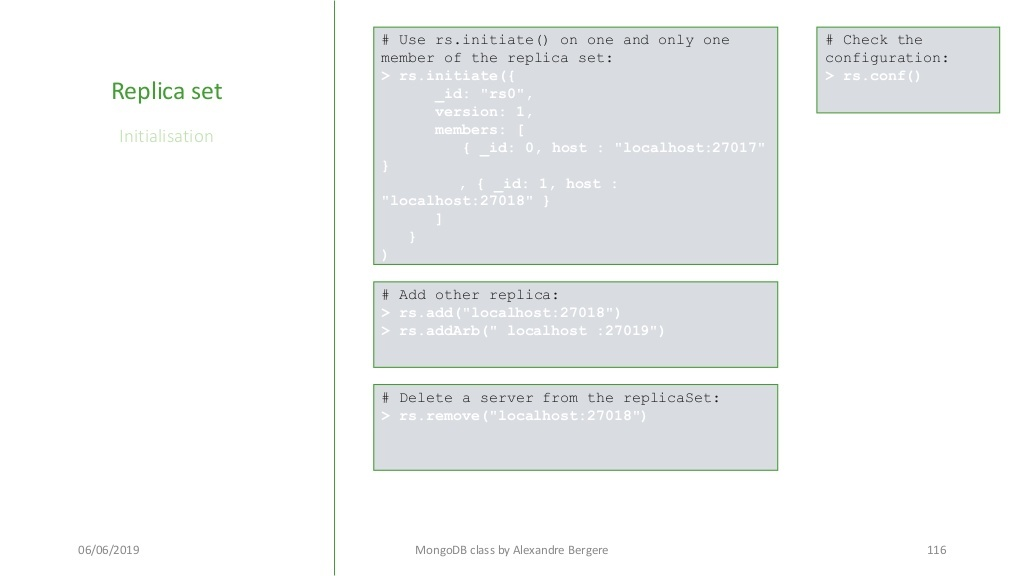 Replica set
Initialisation
# Use rs.initiate() on one and only one
member of the replica set:
> rs.initiate({
_id: "rs0",
version: 1,
members: [
{ _id: 0, host : "localhost:27017"
}
, { _id: 1, host :
"localhost:27018" }
]
}
)
# Check the
configuration:
> rs.conf()
# Add other replica:
> rs.add("localhost:27018")
> rs.addArb(" localhost :27019")
# Delete a server from the replicaSet:
> rs.remove("localhost:27018")
06/06/2019
MongoDB class by Alexandre Bergere
116